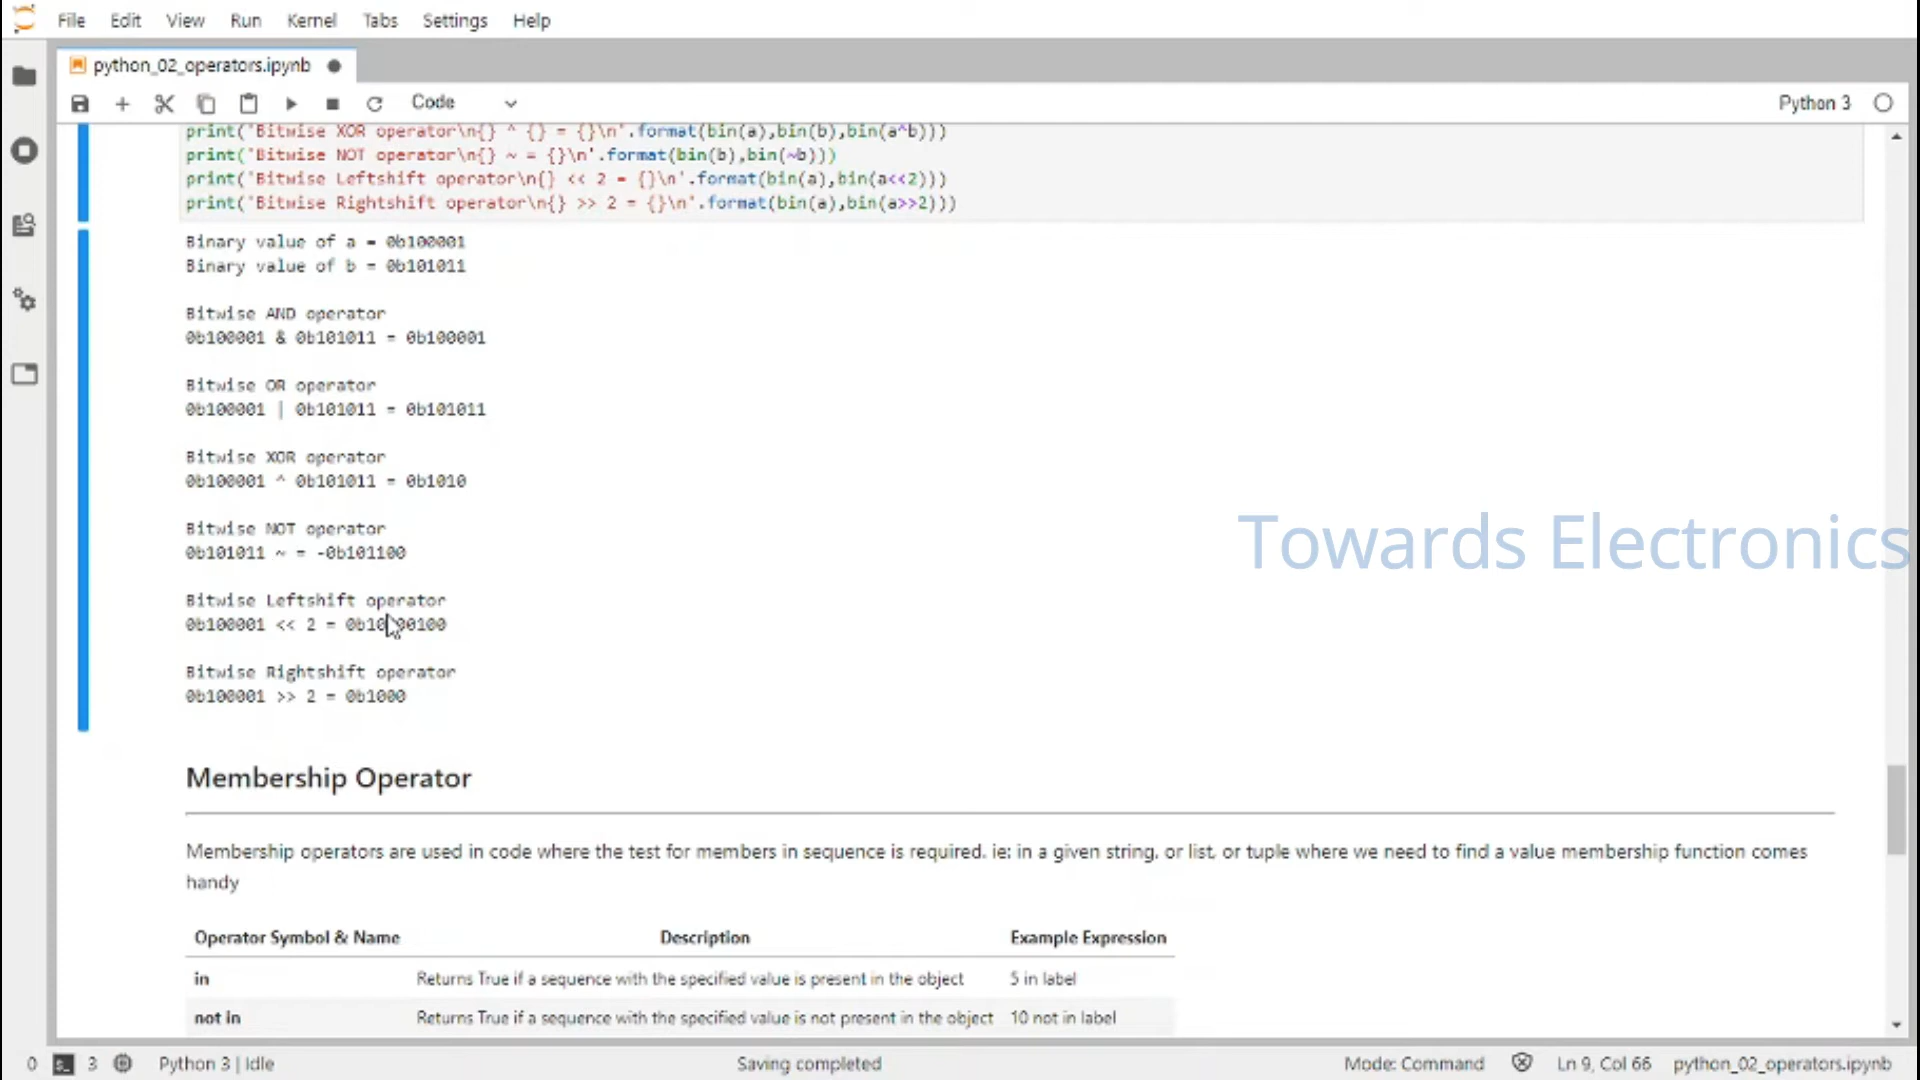 File Edit View Run Kernel Tabs Settings Help
python_02_operators.ipynb
Code
Python 3
print('Bitwise XOR operator\n{} ^ {} = {}\n'.format(bin(a),bin(b),bin(a^b)))
print('Bitwise NOT operator\n{} ~ = {}\n'.format(bin(b),bin(~b)))
print('Bitwise Leftshift operator\n{} << 2 = {}\n'.format(bin(a),bin(a<<2)))
print('Bitwise Rightshift operator\n{} >> 2 = {}\n'.format(bin(a),bin(a>>2)))
Binary value of a = 0b100001
Binary value of b = 0b101011
Bitwise AND operator
0b100001 & 0b101011 = 0b100001
Bitwise OR operator
0b100001 | 0b101011 = 0b101011
Bitwise XOR operator
0b100001 ^ 0b101011 = 0b1010
Bitwise NOT operator
0b101011 ~ = -0b101100
Towards Electronics
Bitwise Leftshift operator
0b100001 << 2 = 0b10000100
Bitwise Rightshift operator
0b100001 >> 2 = 0b1000
Membership Operator
Membership operators are used in code where the test for members in sequence is required. ie: in a given string, or list, or tuple where we need to find a value membership function comes
handy
Operator Symbol & Name Description Example Expression
in Returns True if a sequence with the specified value is present in the object 5 in label
not in Returns True if a sequence with the specified value is not present in the object 10 not in label
0 3 Python 3 | Idle Saving completed Mode: Command Ln 9, Col 66 python_02_operators.ipynb